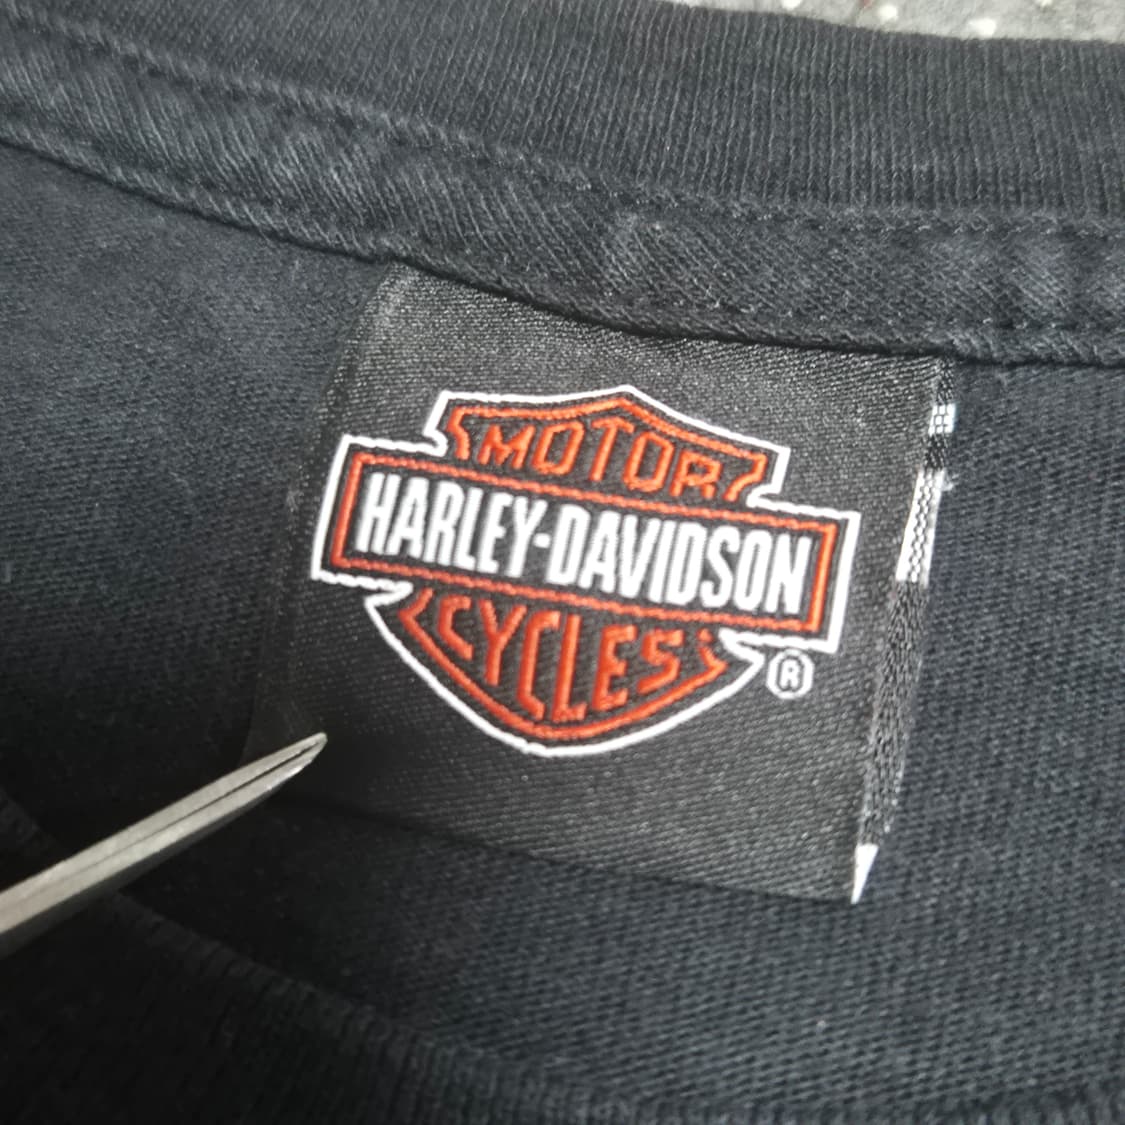 MOTOR
HARLEY-DAVIDSON
CYCLES
®